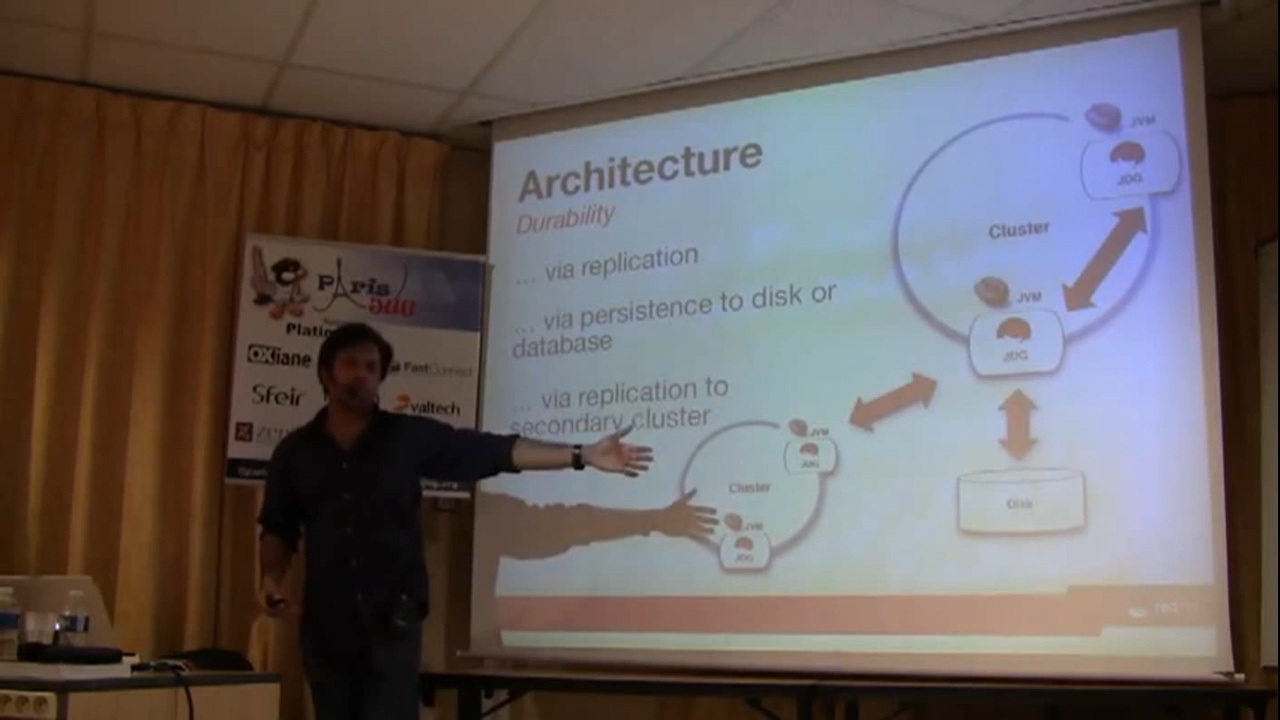 Architecture
Durability
... via replication
... via persistence to disk or
database
... via replication to
secondary cluster
JVM
JDG
Cluster
JVM
JDG
JVM
JDG
Cluster
JVM
JDG
Disk
Paris
JUG
OXiane
FastConnect
Sfeir
valtech